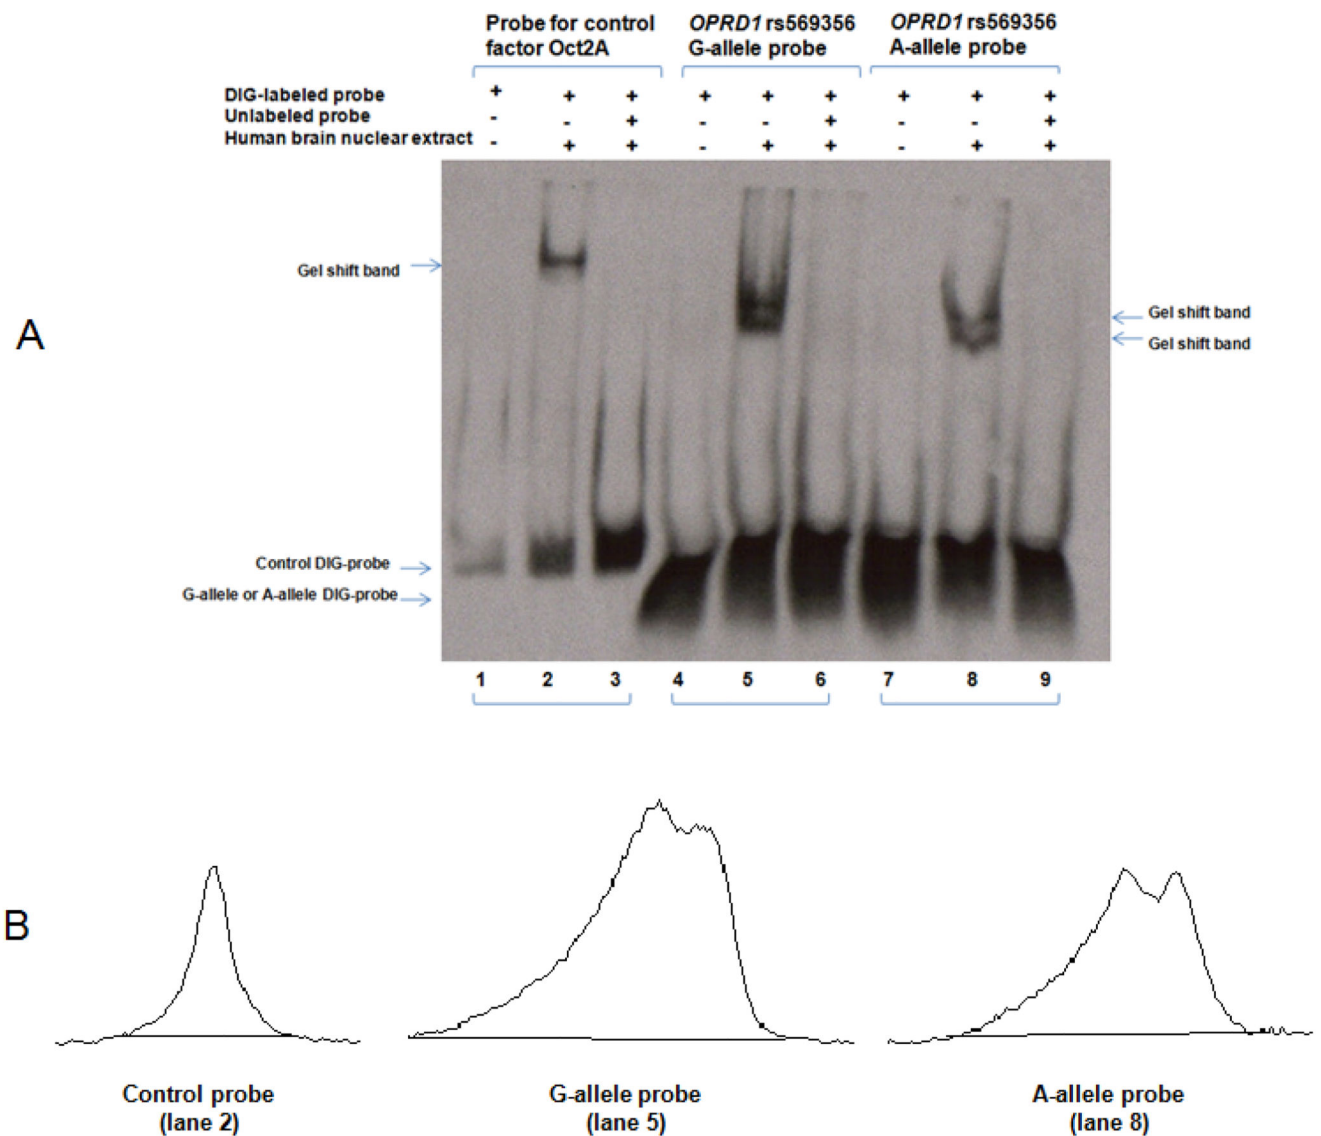 Probe for control
factor Oct2A
OPRD1 rs569356
G-allele probe
OPRD1 rs569356
A-allele probe
DIG-labeled probe + + + + + + + + +
Unlabeled probe - - + - - + - - +
Human brain nuclear extract - + + - + + - + +
A
Gel shift band
Gel shift band
Gel shift band
Control DIG-probe
G-allele or A-allele DIG-probe
1 2 3 4 5 6 7 8 9
B
Control probe
(lane 2)
G-allele probe
(lane 5)
A-allele probe
(lane 8)